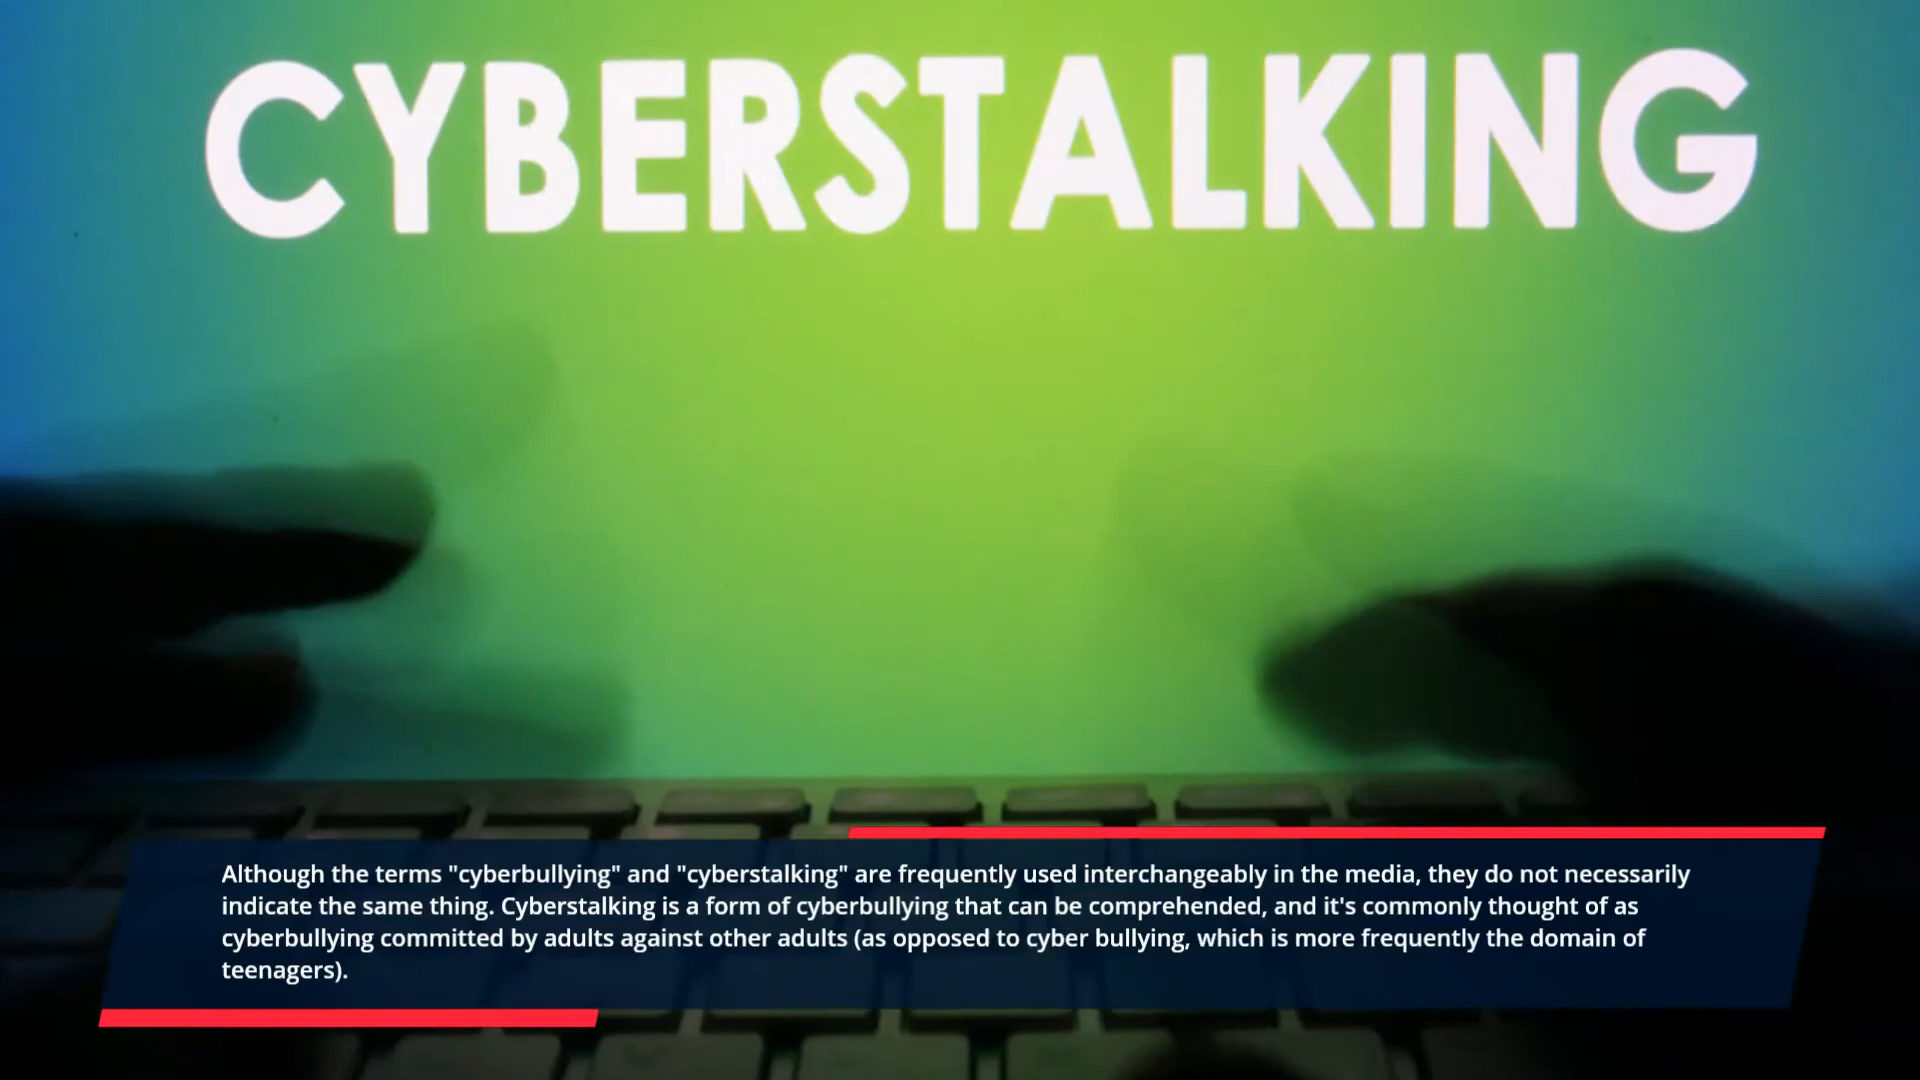 CYBERSTALKING
Although the terms "cyberbullying" and "cyberstalking" are frequently used interchangeably in the media, they do not necessarily
indicate the same thing. Cyberstalking is a form of cyberbullying that can be comprehended, and it's commonly thought of as
cyberbullying committed by adults against other adults (as opposed to cyber bullying, which is more frequently the domain of
teenagers).